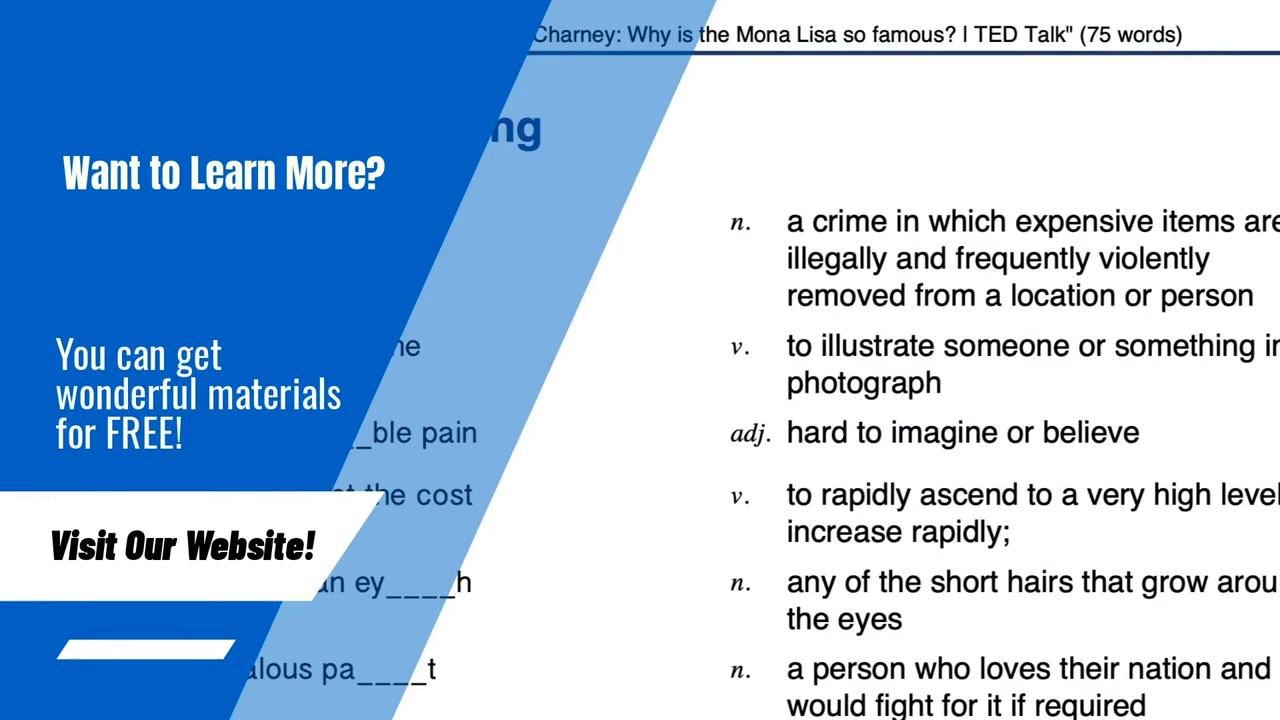 Charney: Why is the Mona Lisa so famous? | TED Talk" (75 words)
Want to Learn More?
You can get
wonderful materials
for FREE!
Visit Our Website!
n. a crime in which expensive items are
illegally and frequently violently
removed from a location or person
v. to illustrate someone or something in
photograph
__ble pain
adj. hard to imagine or believe
the cost
v. to rapidly ascend to a very high level
increase rapidly;
an ey____h
n. any of the short hairs that grow
the eyes
alous pa____t
n. a person who loves their nation and
would fight for it if required